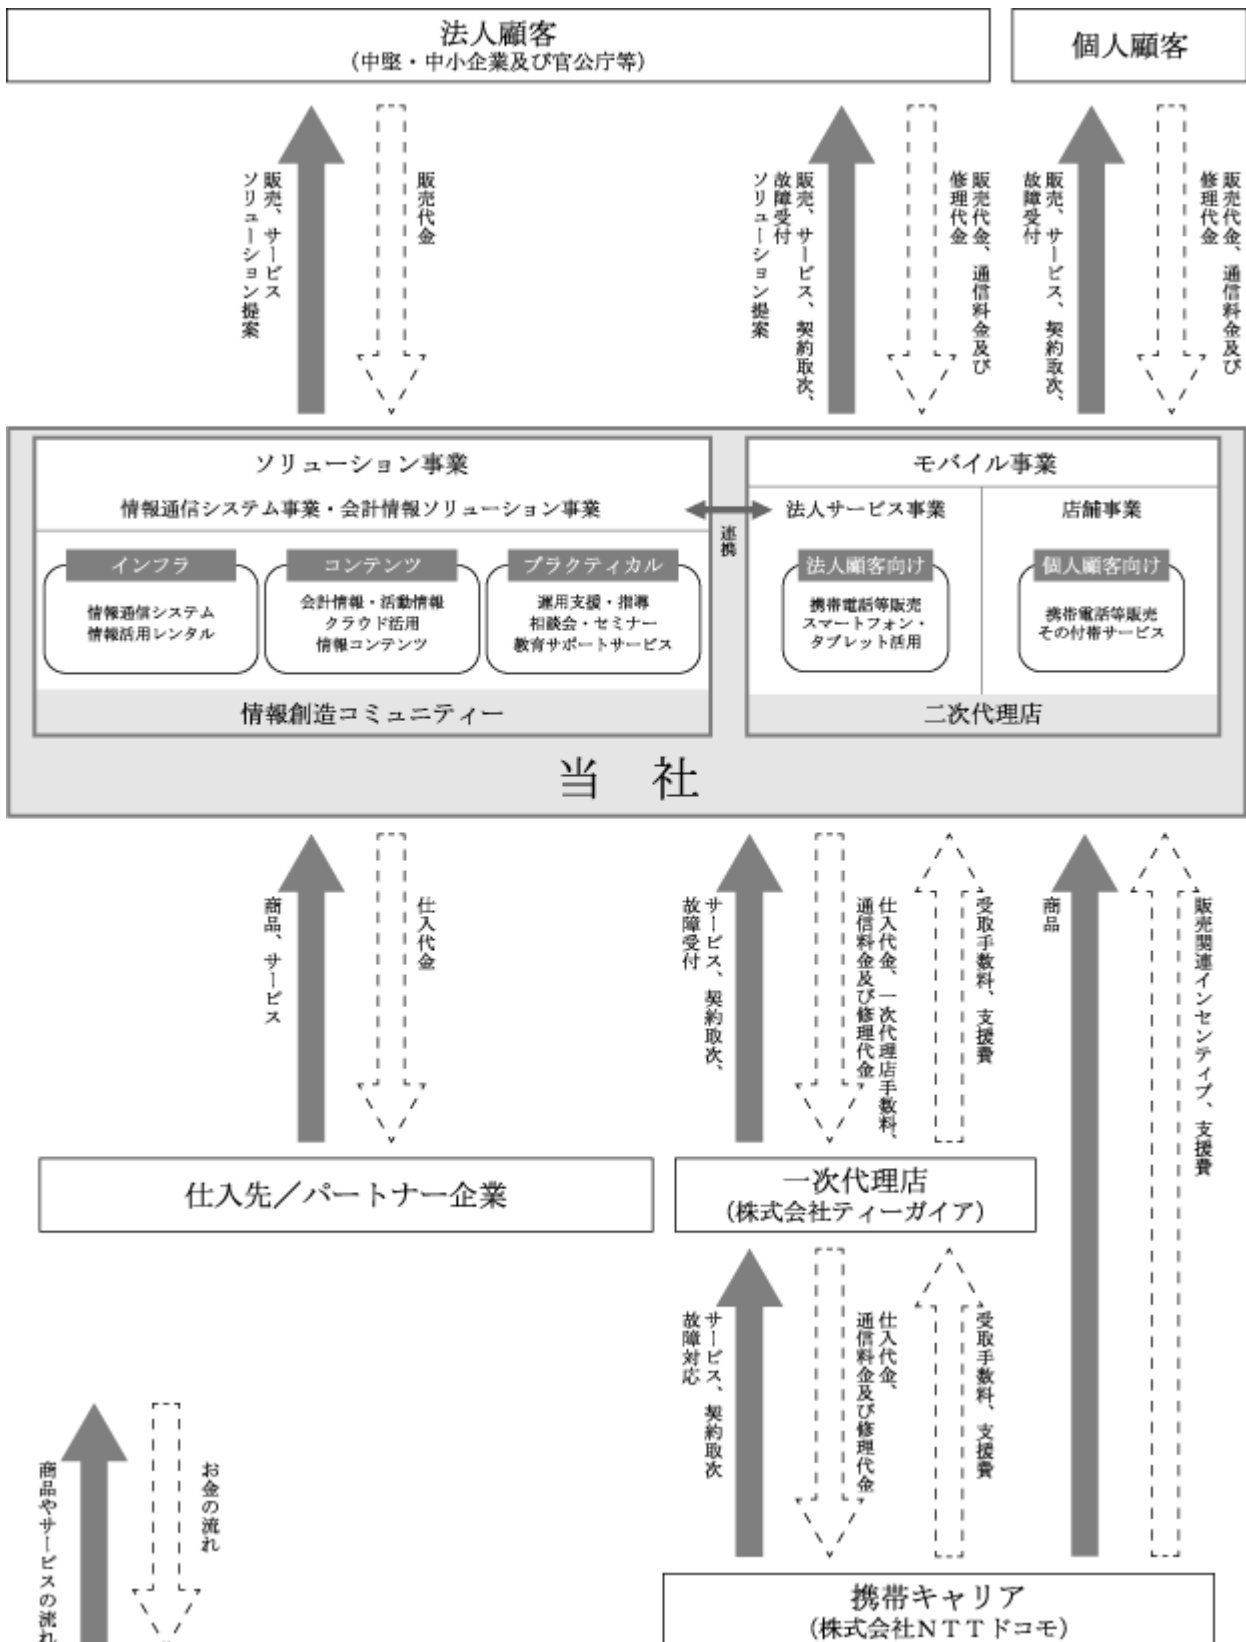 法人顧客
(中堅・中小企業及び官公庁等)
個人顧客
販売、サービス
ソリューション提案
販売代金
販売、サービス、契約取次、
故障受付
ソリューション提案
販売代金、通信料金及び
修理代金
販売、サービス、契約取次、
故障受付
販売代金、通信料金及び
修理代金
ソリューション事業
情報通信システム事業・会計情報ソリューション事業
インフラ
情報通信システム
情報活用レンタル
コンテンツ
会計情報・活動情報
クラウド活用
情報コンテンツ
プラクティカル
運用支援・指導
相談会・セミナー
教育サポートサービス
情報創造コミュニティー
連携
モバイル事業
法人サービス事業
法人顧客向け
携帯電話等販売
スマートフォン・
タブレット活用
店舗事業
個人顧客向け
携帯電話等販売
その付帯サービス
二次代理店
当 社
商品、サービス
仕入代金
サービス、契約取次、
故障受付
仕入代金、一次代理店手数料、
通信料金及び修理代金
受取手数料、支援費
商品
販売関連インセンティブ、支援費
仕入先/パートナー企業
一次代理店
(株式会社ティーガイア)
サービス、契約取次
故障対応
仕入代金、
通信料金及び修理代金
受取手数料、支援費
商品やサービスの流れ
お金の流れ
携帯キャリア
(株式会社NTTドコモ)